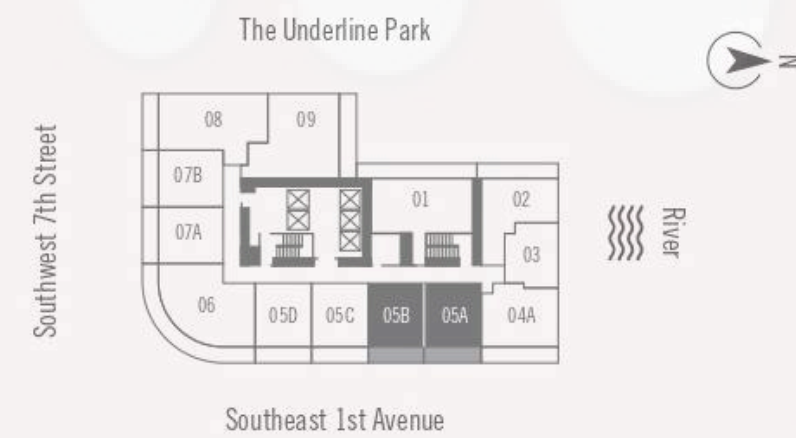 The Underline Park
N
Southwest 7th Street
08
09
07B
01
02
07A
03
River
06
05D
05C
05B
05A
04A
Southeast 1st Avenue